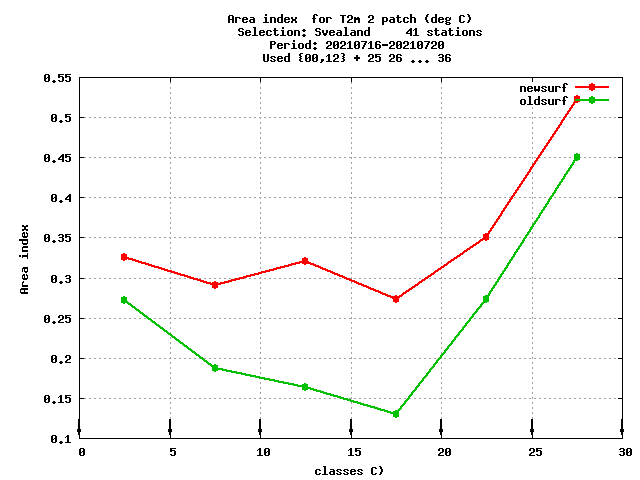 Area index  for T2m 2 patch (deg C)
Selection: Svealand     41 stations
Period: 20210716-20210720
Used {00,12} + 25 26 ... 36
newsurf
oldsurf
0.55
0.5
0.45
0.4
0.35
0.3
0.25
0.2
0.15
0.1
Area index
0 5 10 15 20 25 30
classes C)